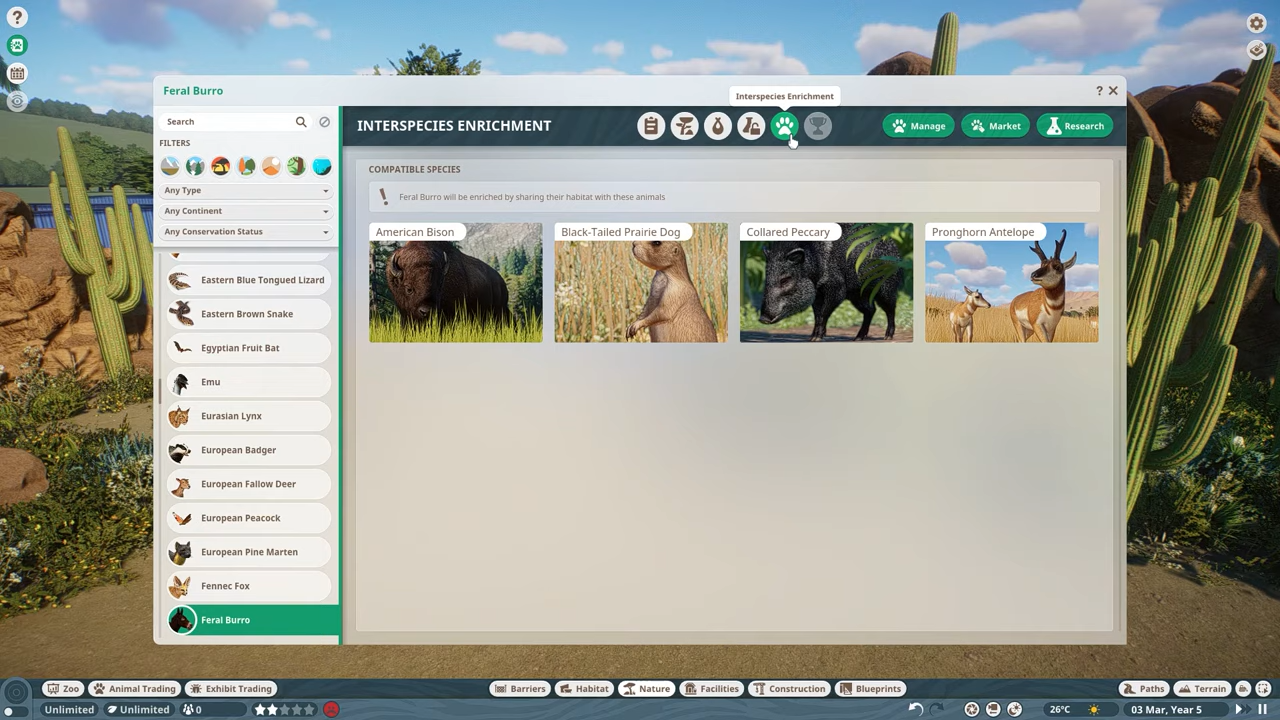 ?
Feral Burro
Interspecies Enrichment
?
Search
INTERSPECIES ENRICHMENT
Manage
Market
Research
FILTERS
Any Type
Any Continent
Any Conservation Status
COMPATIBLE SPECIES
! Feral Burro will be enriched by sharing their habitat with these animals
American Bison
Black-Tailed Prairie Dog
Collared Peccary
Pronghorn Antelope
Eastern Blue Tongued Lizard
Eastern Brown Snake
Egyptian Fruit Bat
Emu
Eurasian Lynx
European Badger
European Fallow Deer
European Peacock
European Pine Marten
Fennec Fox
Feral Burro
Zoo
Animal Trading
Exhibit Trading
Barriers
Habitat
Nature
Facilities
Construction
Blueprints
Paths
Terrain
Unlimited
Unlimited
0
26°C
03 Mar, Year 5